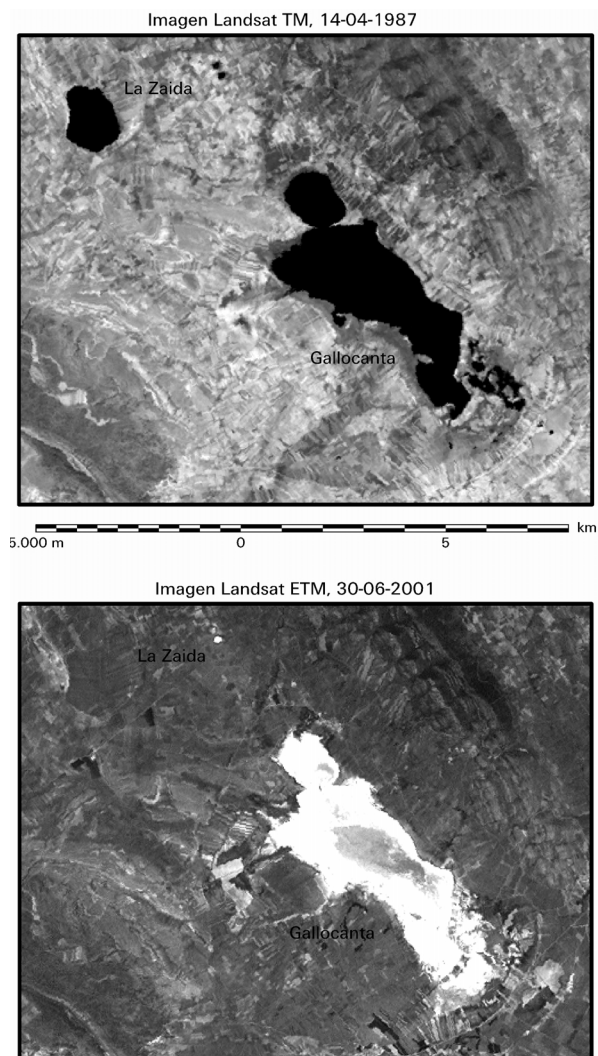 Imagen Landsat TM, 14-04-1987
La Zaida
Gallocanta
km
5.000 m 0 5
Imagen Landsat ETM, 30-06-2001
La Zaida
Gallocanta